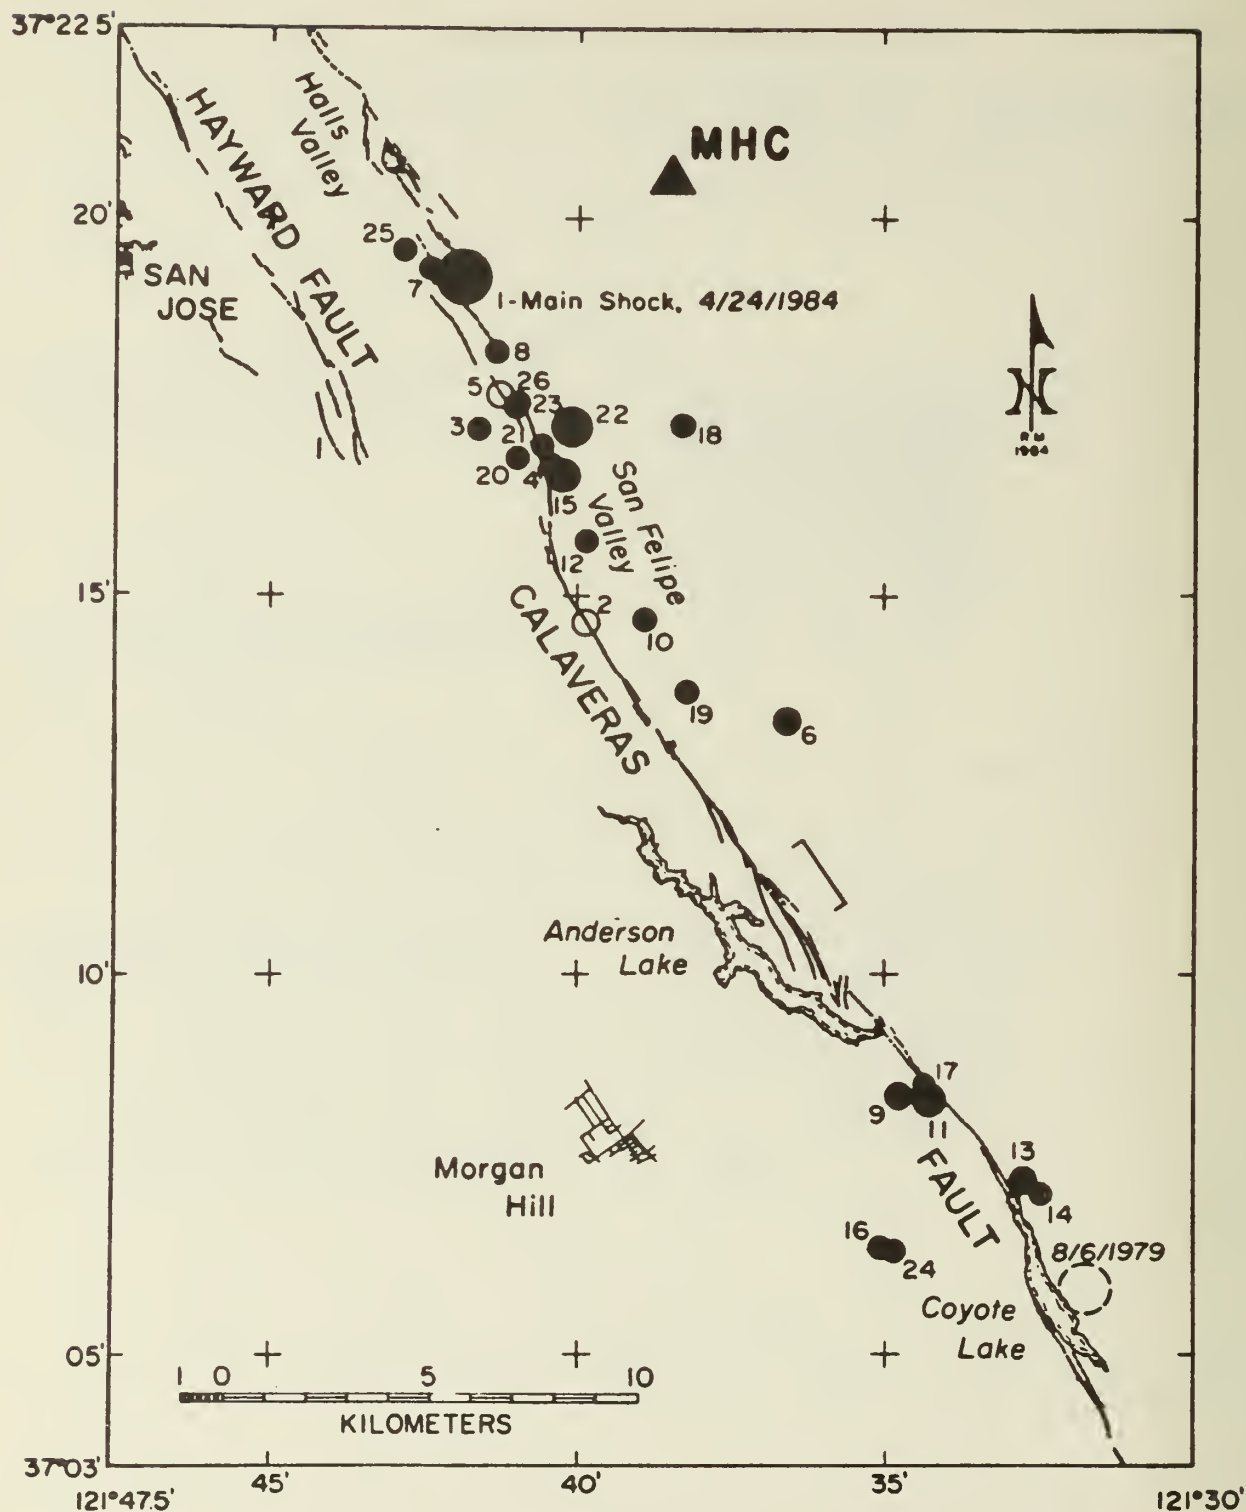 37°22 5'
Halls
Valley
HAYWARD FAULT
MHC
20'
25
SAN
JOSE
7
1-Main Shock, 4/24/1984
8
5
26
23
22
3
21
18
20
4
15
N
RM
1984
San Felipe
Valley
12
15'
2
10
CALAVERAS
19
6
Anderson
Lake
10'
17
9
11
Morgan
Hill
FAULT
13
14
16
24
8/6/1979
Coyote
Lake
05'
1 0 5 10
KILOMETERS
37°03'
45' 40' 35'
121°47.5' 121°30'